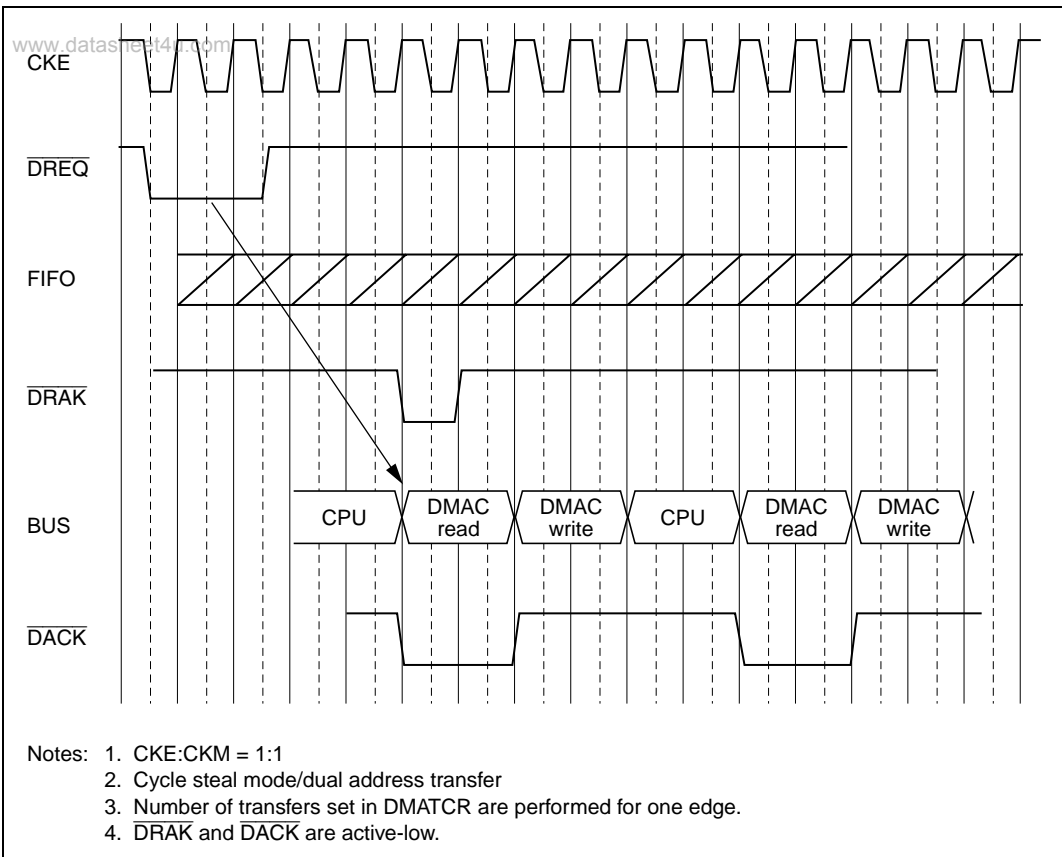 www.datasheet4u.com
CKE
DREQ
FIFO
DRAK
BUS
CPU
DMAC read
DMAC write
CPU
DMAC read
DMAC write
DACK
Notes: 1. CKE:CKM = 1:1
2. Cycle steal mode/dual address transfer
3. Number of transfers set in DMATCR are performed for one edge.
4. DRAK and DACK are active-low.